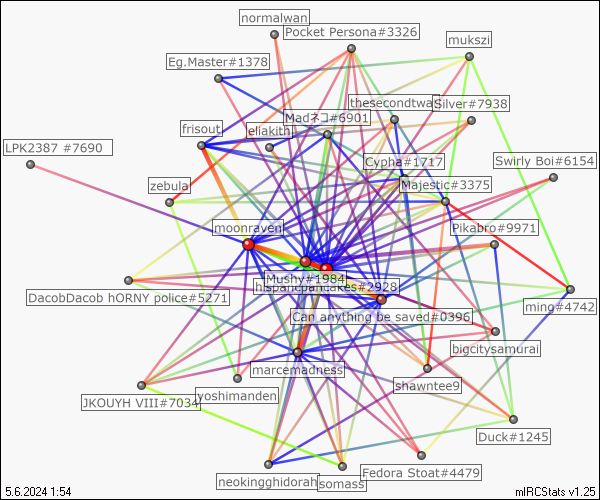 normalwan
Pocket Persona#3326
mukszi
Eg.Master#1378
thesecondtwa
Silver#7938
Madネコ#6901
frisout
eliakith
LPK2387 #7690
Cypha#1717
Swirly Boi#6154
zebula
Majestic#3375
moonraven
Pikabro#9971
Mushy#1984
pancakes#2928
DacobDacob hORNY police#5271
ming#4742
Can anything be saved#0396
bigcitysamurai
marcemadness
shawntee9
yoshimanden
JKOUYH VIII#7034
Duck#1245
Fedora Stoat#4479
neokingghidorah
somass
5.6.2024 1:54
mIRCStats v1.25